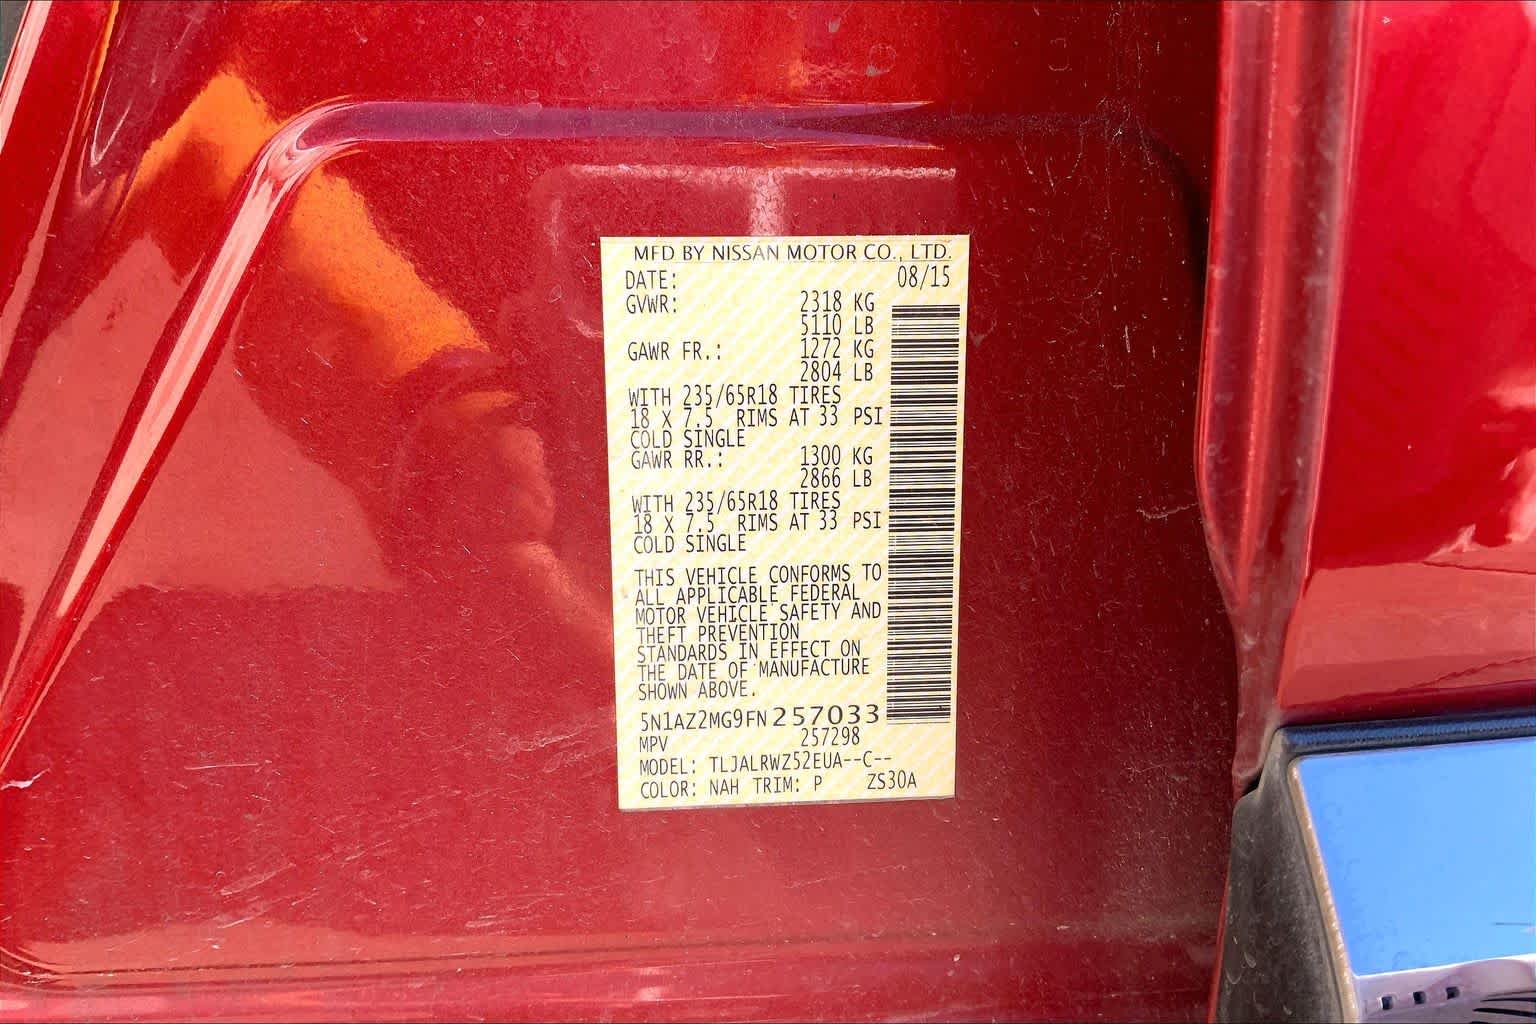 MFD BY NISSAN MOTOR CO., LTD.
DATE: 08/15
GVWR: 2318 KG
5110 LB
GAWR FR.: 1272 KG
2804 LB
WITH 235/65R18 TIRES
18 X 7.5 RIMS AT 33 PSI
COLD SINGLE
GAWR RR.: 1300 KG
2866 LB
WITH 235/65R18 TIRES
18 X 7.5 RIMS AT 33 PSI
COLD SINGLE
THIS VEHICLE CONFORMS TO
ALL APPLICABLE FEDERAL
MOTOR VEHICLE SAFETY AND
THEFT PREVENTION
STANDARDS IN EFFECT ON
THE DATE OF MANUFACTURE
SHOWN ABOVE.
5N1AZ2MG9FN257033
MPV 257298
MODEL: TLJALRWZ52EUA--C--
COLOR: NAH TRIM: P ZS30A